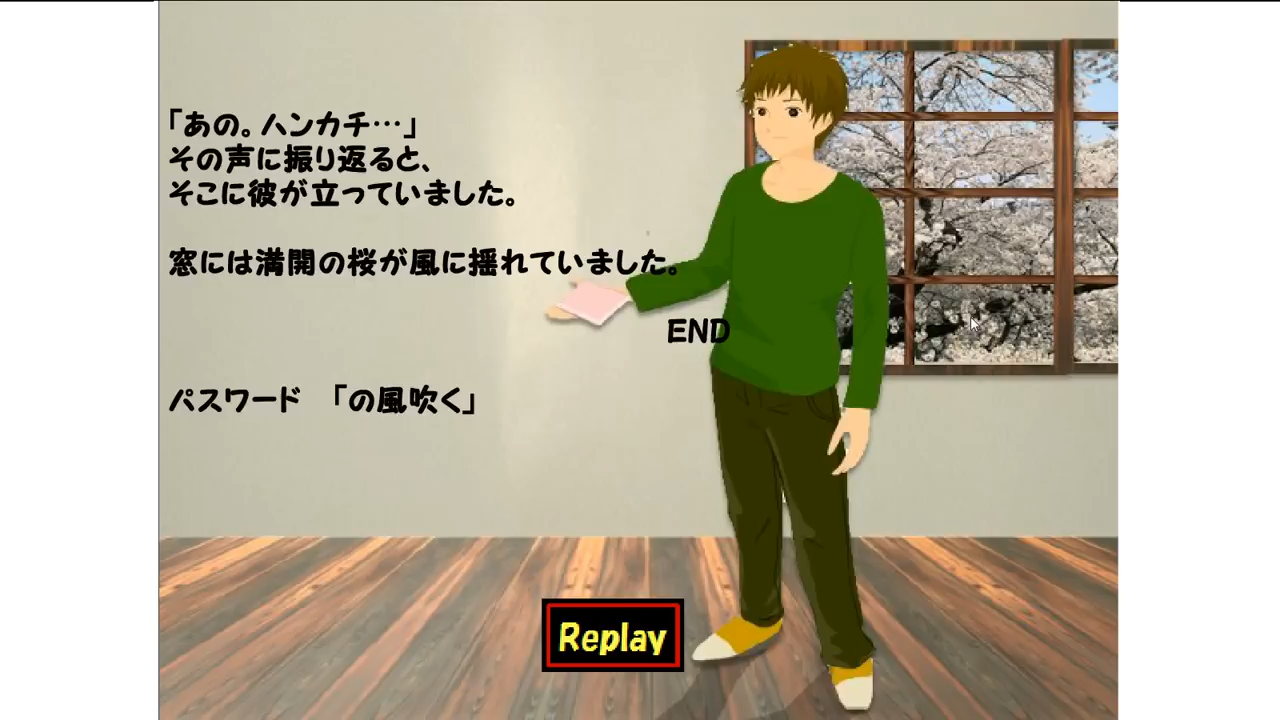 「あの。ハンカチ…」
その声に振り返ると、
そこに彼が立っていました。
窓には満開の桜が風に揺れていました。
END
パスワード 「の風吹く」
Replay